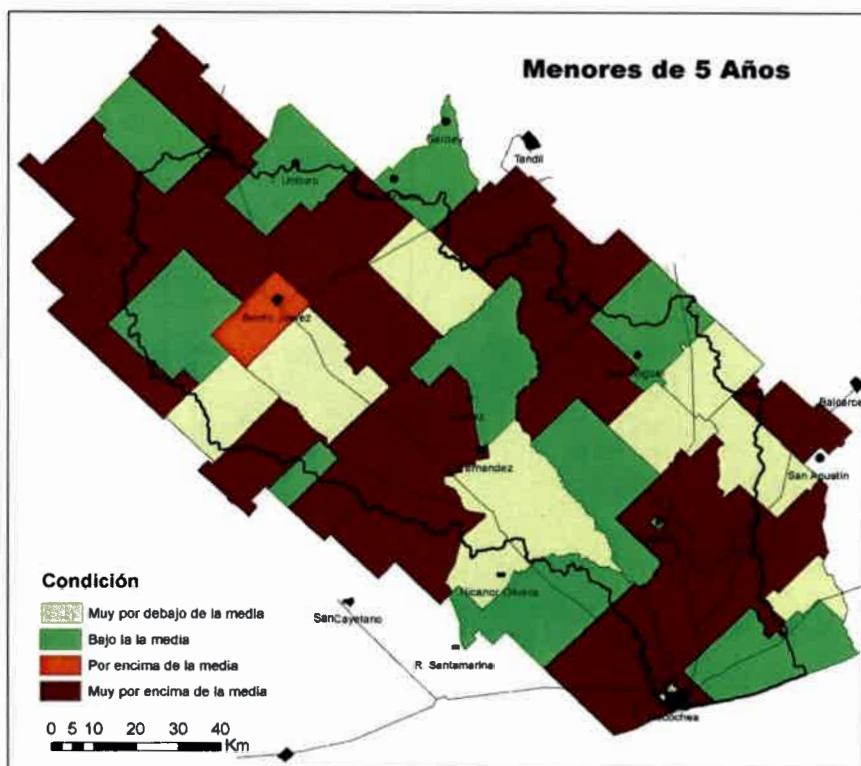 Menores de 5 Años
Gardey
Tandil
Benito Juárez
Balcarce
San Agustín
Nicanor Olivera
San Cayetano
R. Santamarina
Necochea
Condición
Muy por debajo de la media
Bajo la la media
Por encima de la media
Muy por encima de la media
0 5 10 20 30 40
Km